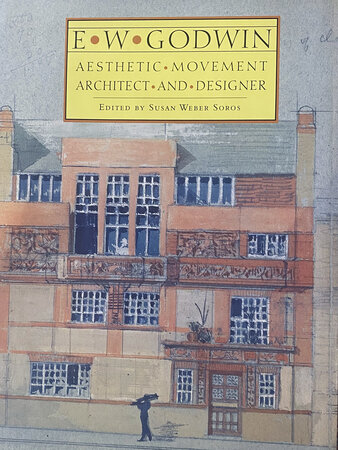 E•W•GODWIN
AESTHETIC•MOVEMENT
ARCHITECT•AND•DESIGNER
EDITED BY SUSAN WEBER SOROS